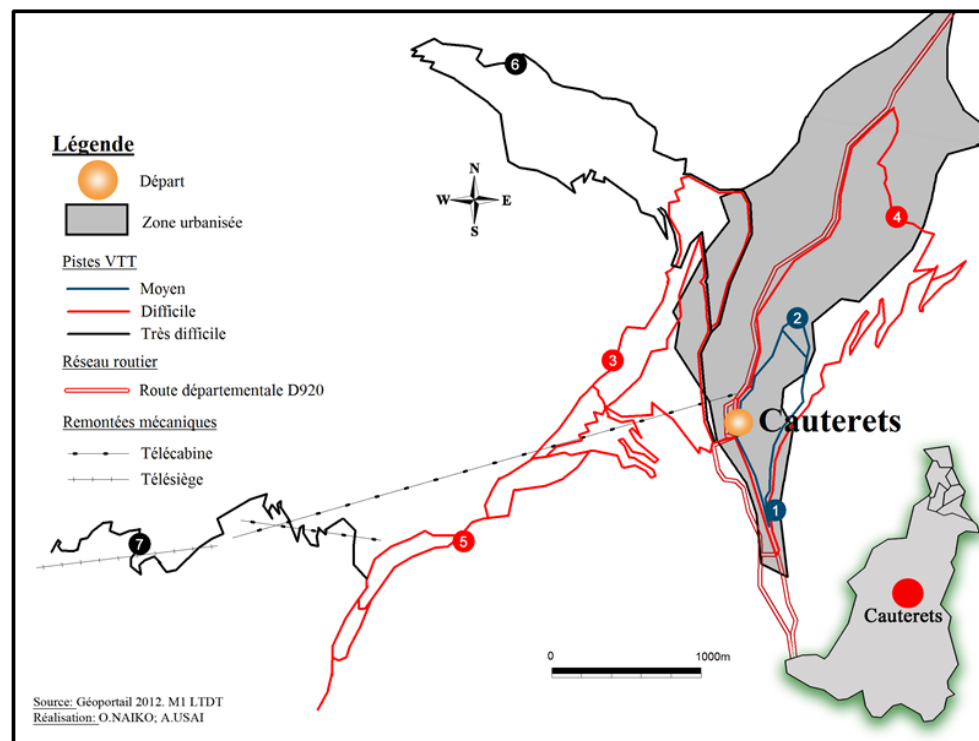 Légende
Départ
Zone urbanisée
Pistes VTT
Moyen
Difficile
Très difficile
Réseau routier
Route départementale D920
Remontées mécaniques
Télécabine
Télésiège
6
N
W E
S
4
2
3
Cauterets
1
5
7
Cauterets
0 1000m
Source: Géoportail 2012. M1 LTDT
Réalisation: O.NAIKO; A.USAI